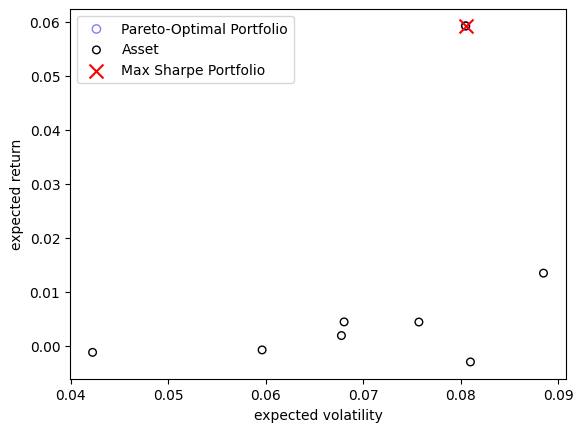 Pareto-Optimal Portfolio
Asset
Max Sharpe Portfolio
0.06
0.05
0.04
0.03
0.02
0.01
0.00
expected return
0.04 0.05 0.06 0.07 0.08 0.09
expected volatility